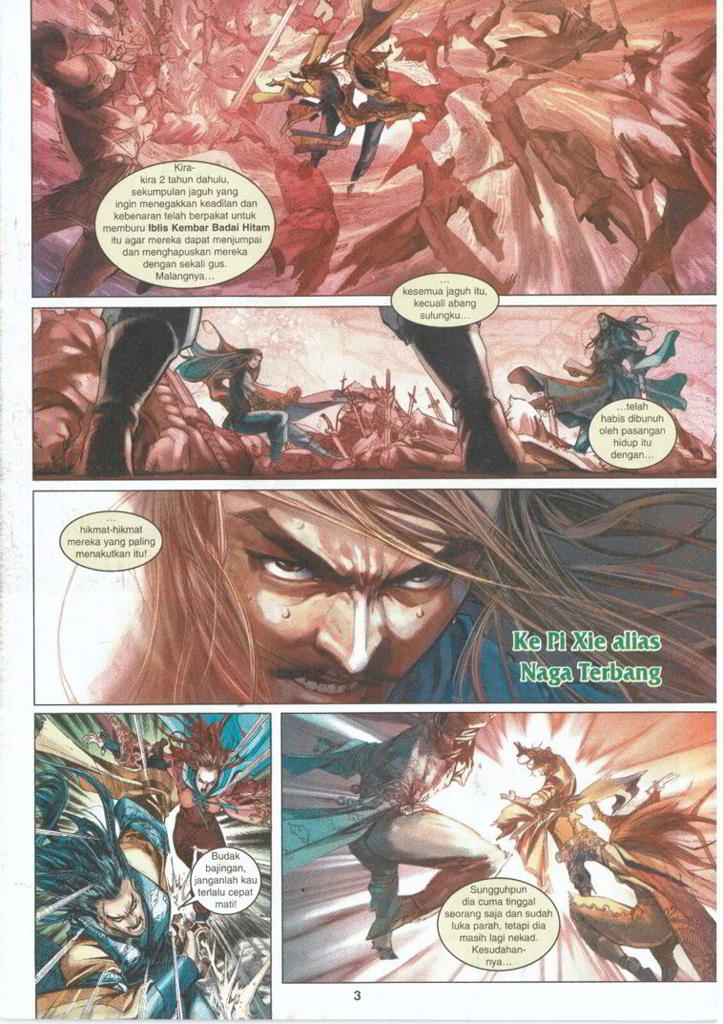 Kira-
kira 2 tahun dahulu,
sekumpulan jaguh yang
ingin menegakkan keadilan dan
kebenaran telah berpakat untuk
memburu Iblis Kembar Badai Hitam
itu agar mereka dapat menjumpai
dan menghapuskan mereka
dengan sekali gus.
Malangnya...
...
kesemua jaguh itu,
kecuali abang
sulungku...
...telah
habis dibunuh
oleh pasangan
hidup itu
dengan...
...
hikmat-hikmat
mereka yang paling
menakutkan itu!
Ke Pi Xie alias
Naga Terbang
Budak
bajingan,
janganlah kau
terlalu cepat
mati!
Sungguhpun
dia cuma tinggal
seorang saja dan sudah
luka parah, tetapi dia
masih lagi nekad.
Kesudahan-
nya...
3